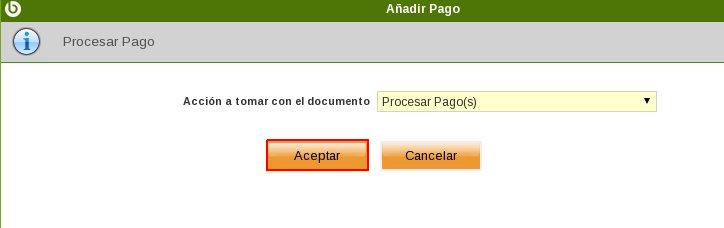 Añadir Pago
Procesar Pago
Acción a tomar con el documento Procesar Pago(s)
Aceptar Cancelar